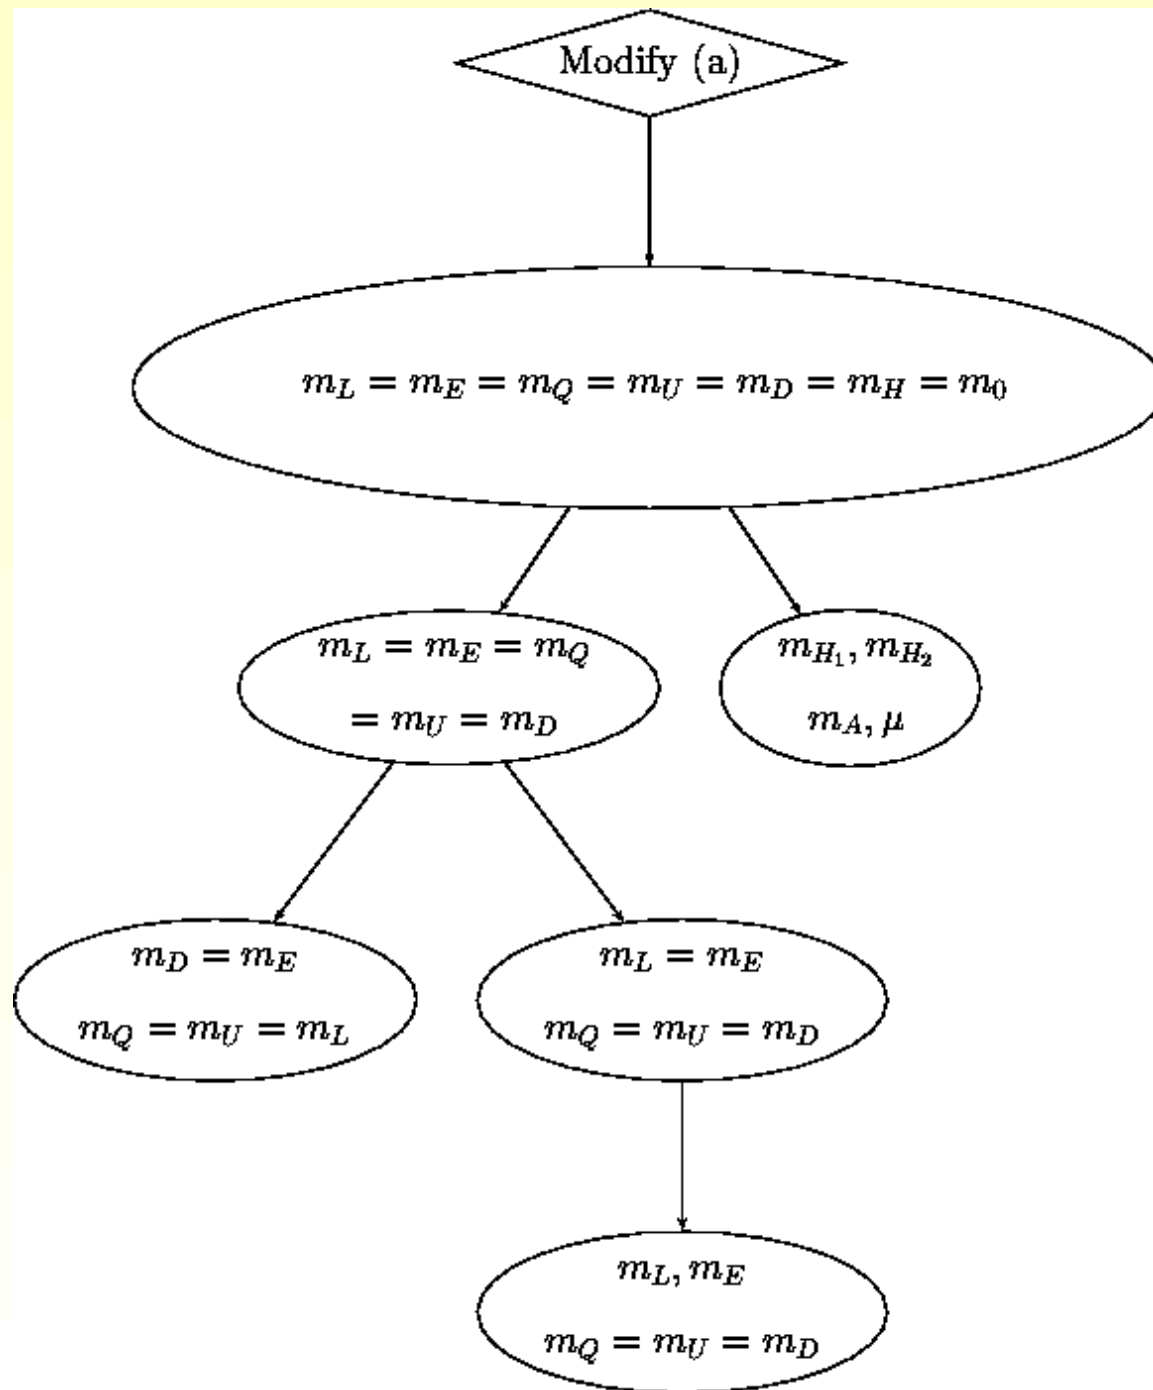 Modify (a)
m_L = m_E = m_Q = m_U = m_D = m_H = m_0
m_L = m_E = m_Q
= m_U = m_D
m_{H_1}, m_{H_2}
m_A, μ
m_D = m_E
m_Q = m_U = m_L
m_L = m_E
m_Q = m_U = m_D
m_L, m_E
m_Q = m_U = m_D